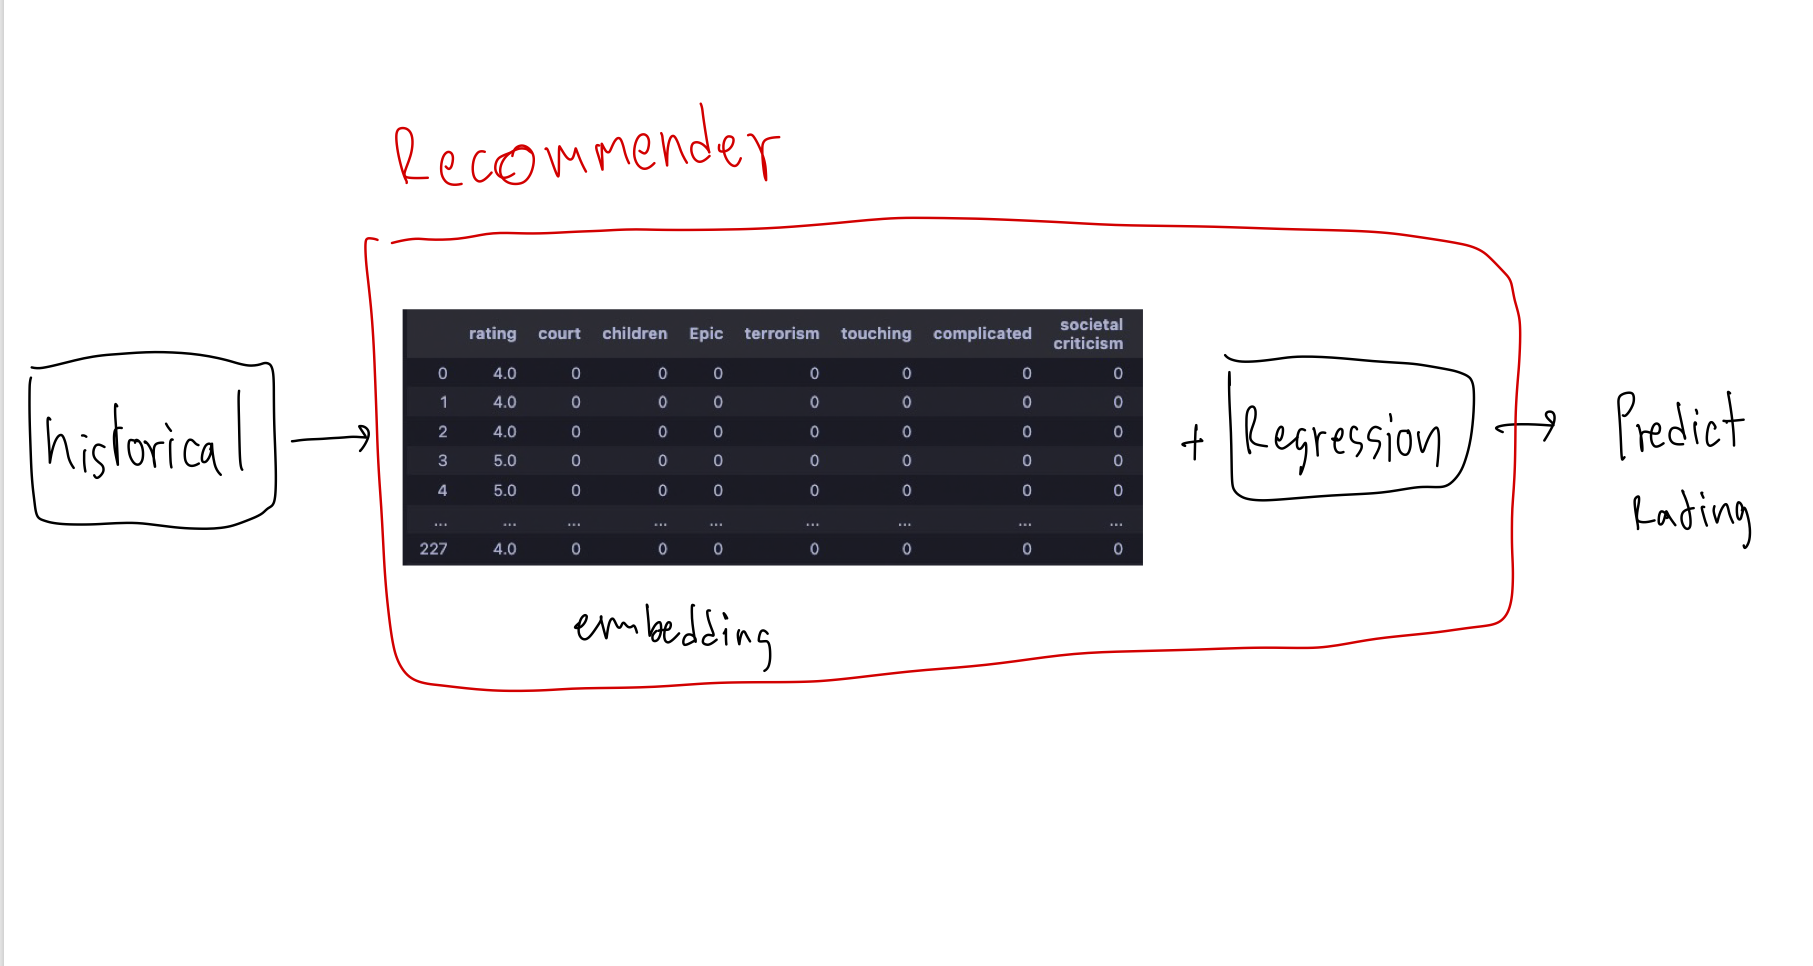 Recommender
historical
rating court children Epic terrorism touching complicated societal criticism
0 4.0 0 0 0 0 0 0 0
1 4.0 0 0 0 0 0 0 0
2 4.0 0 0 0 0 0 0 0
3 5.0 0 0 0 0 0 0 0
4 5.0 0 0 0 0 0 0 0
... ... ... ... ... ... ... ... ...
227 4.0 0 0 0 0 0 0 0
embedding
+ Regression
Predict
Rating